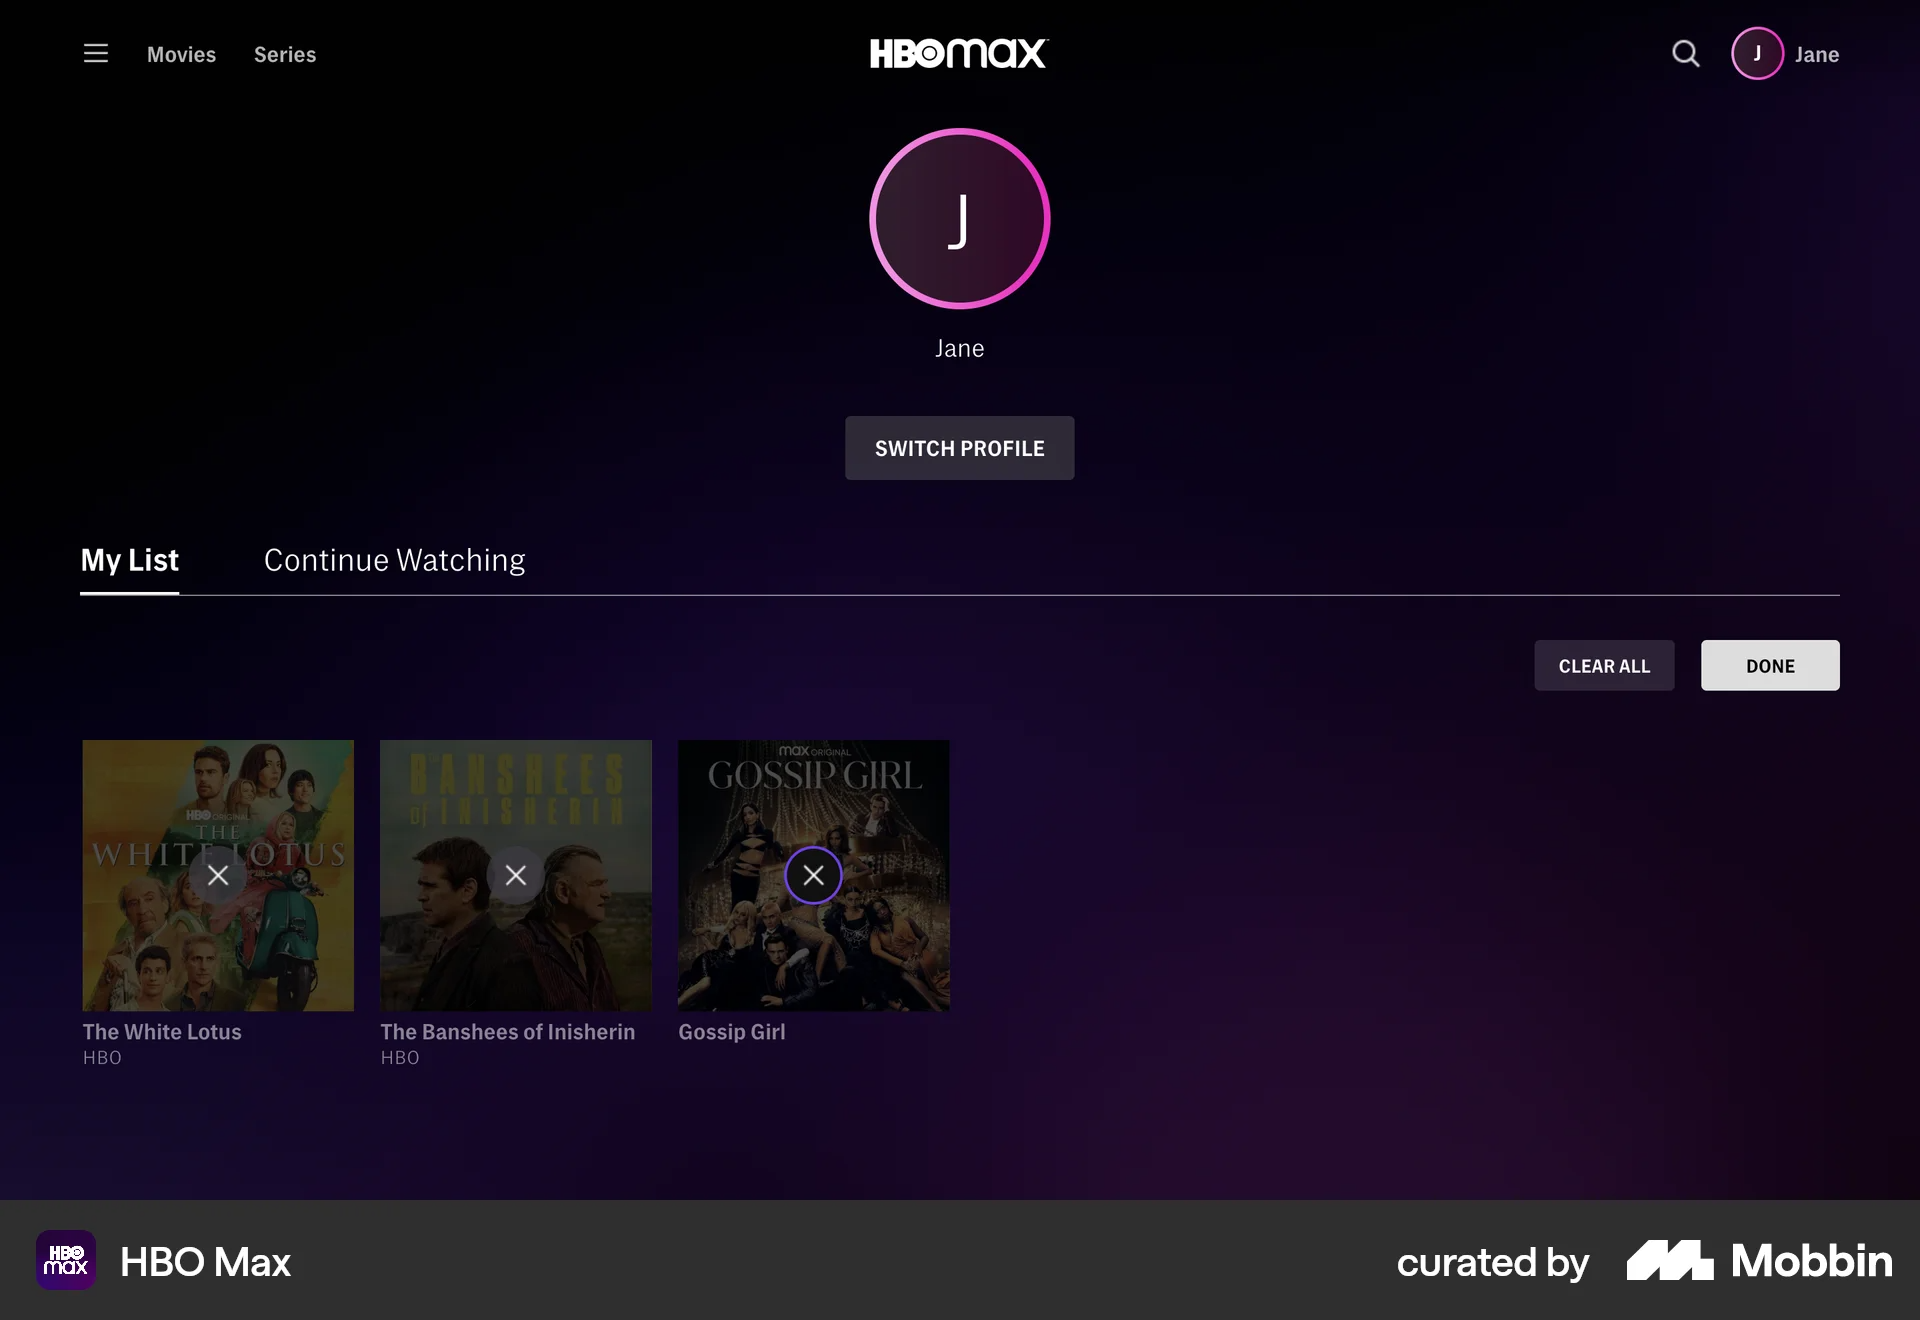 Movies
Series
HBOmax
J
Jane
J
Jane
SWITCH PROFILE
My List
Continue Watching
CLEAR ALL
DONE
HBO ORIGINAL
THE
WHITE LOTUS
BANSHEES
of INISHERIN
max ORIGINAL
GOSSIP GIRL
The White Lotus
HBO
The Banshees of Inisherin
HBO
Gossip Girl
HBO
max
HBO Max
curated by
Mobbin